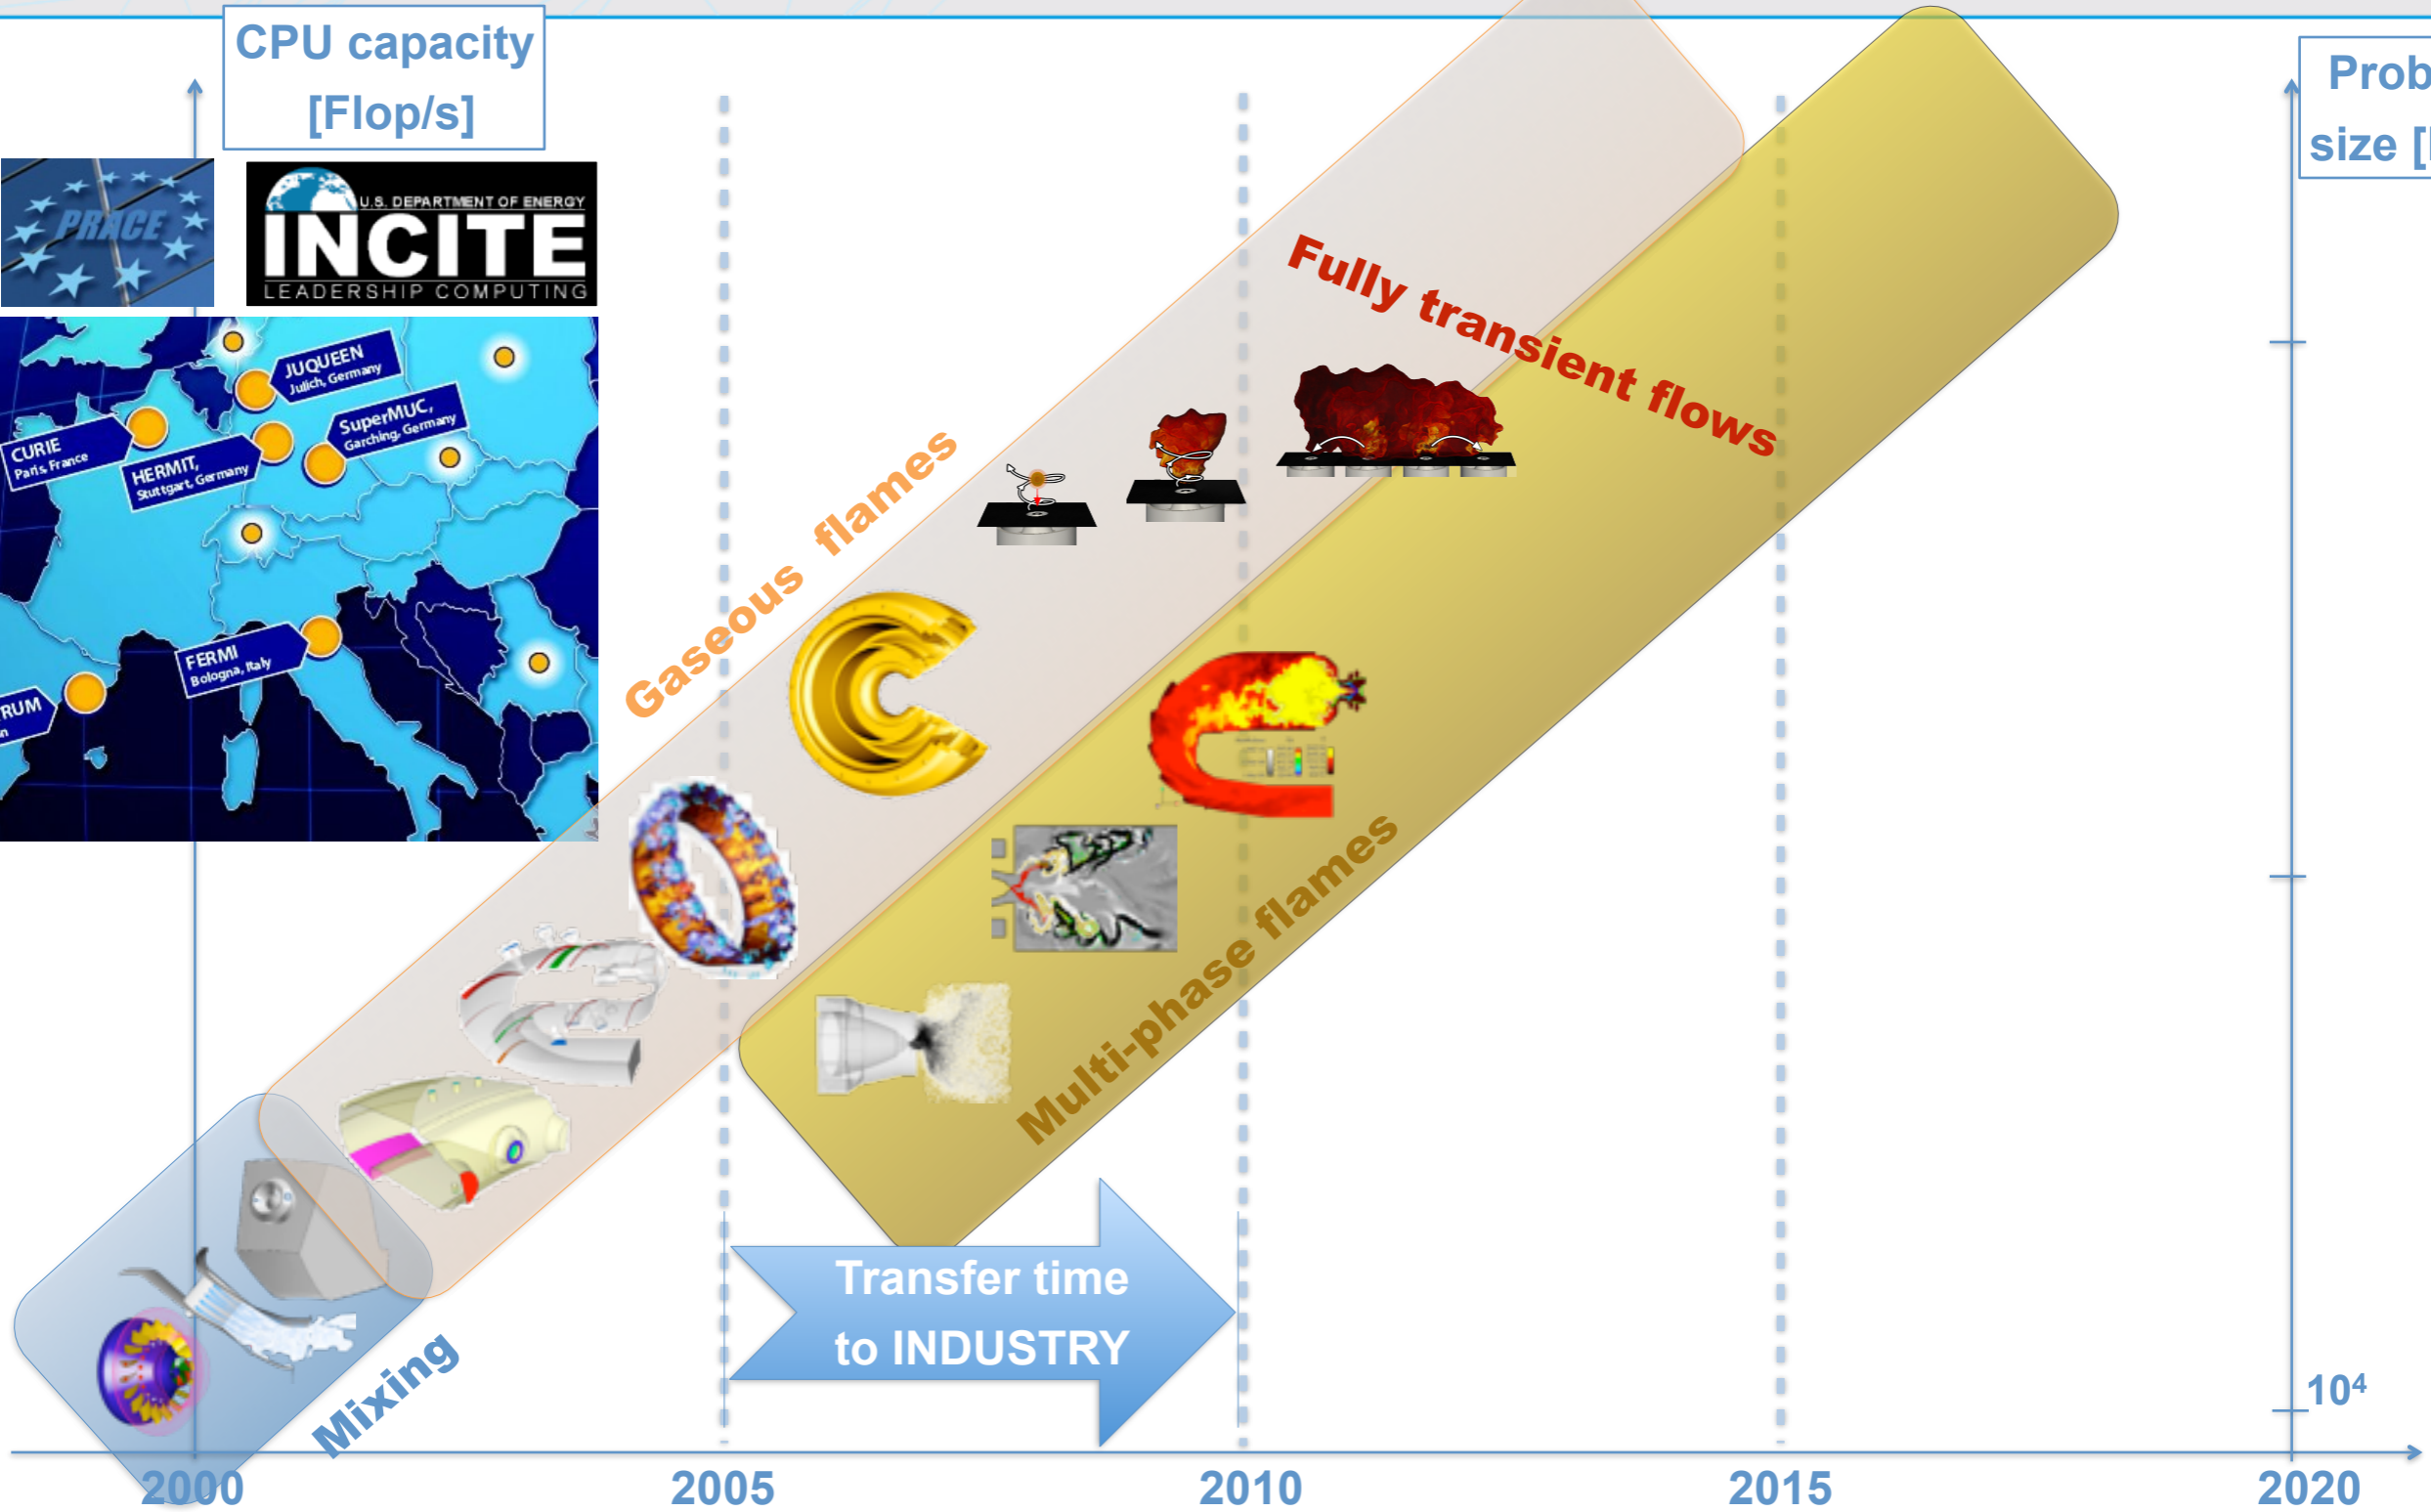 CPU capacity
[Flop/s]
Prob
size [
PRACE
U.S. DEPARTMENT OF ENERGY
INCITE
LEADERSHIP COMPUTING
JUQUEEN
Julich, Germany
SuperMUC,
Garching, Germany
CURIE
Paris, France
HERMIT,
Stuttgart, Germany
FERMI
Bologna, Italy
RUM
n
Fully transient flows
Gaseous flames
Multi-phase flames
Mixing
Transfer time
to INDUSTRY
10⁴
2000
2005
2010
2015
2020